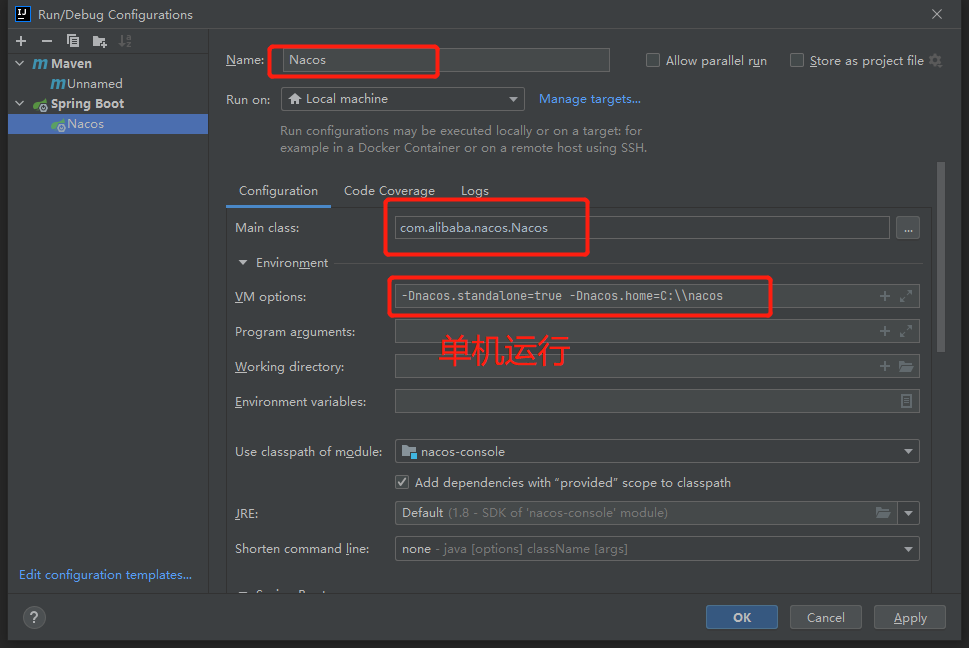 Run/Debug Configurations
Maven
Unnamed
Spring Boot
Nacos
Edit configuration templates...
Name: Nacos
Allow parallel run
Store as project file
Run on: Local machine
Manage targets...
Run configurations may be executed locally or on a target: for
example in a Docker Container or on a remote host using SSH.
Configuration Code Coverage Logs
Main class: com.alibaba.nacos.Nacos ...
Environment
VM options: -Dnacos.standalone=true -Dnacos.home=C:\\nacos
Program arguments:
单机运行
Working directory:
Environment variables:
Use classpath of module: nacos-console
Add dependencies with “provided” scope to classpath
JRE: Default (1.8 - SDK of 'nacos-console' module)
Shorten command line: none - java [options] className [args]
? OK Cancel Apply